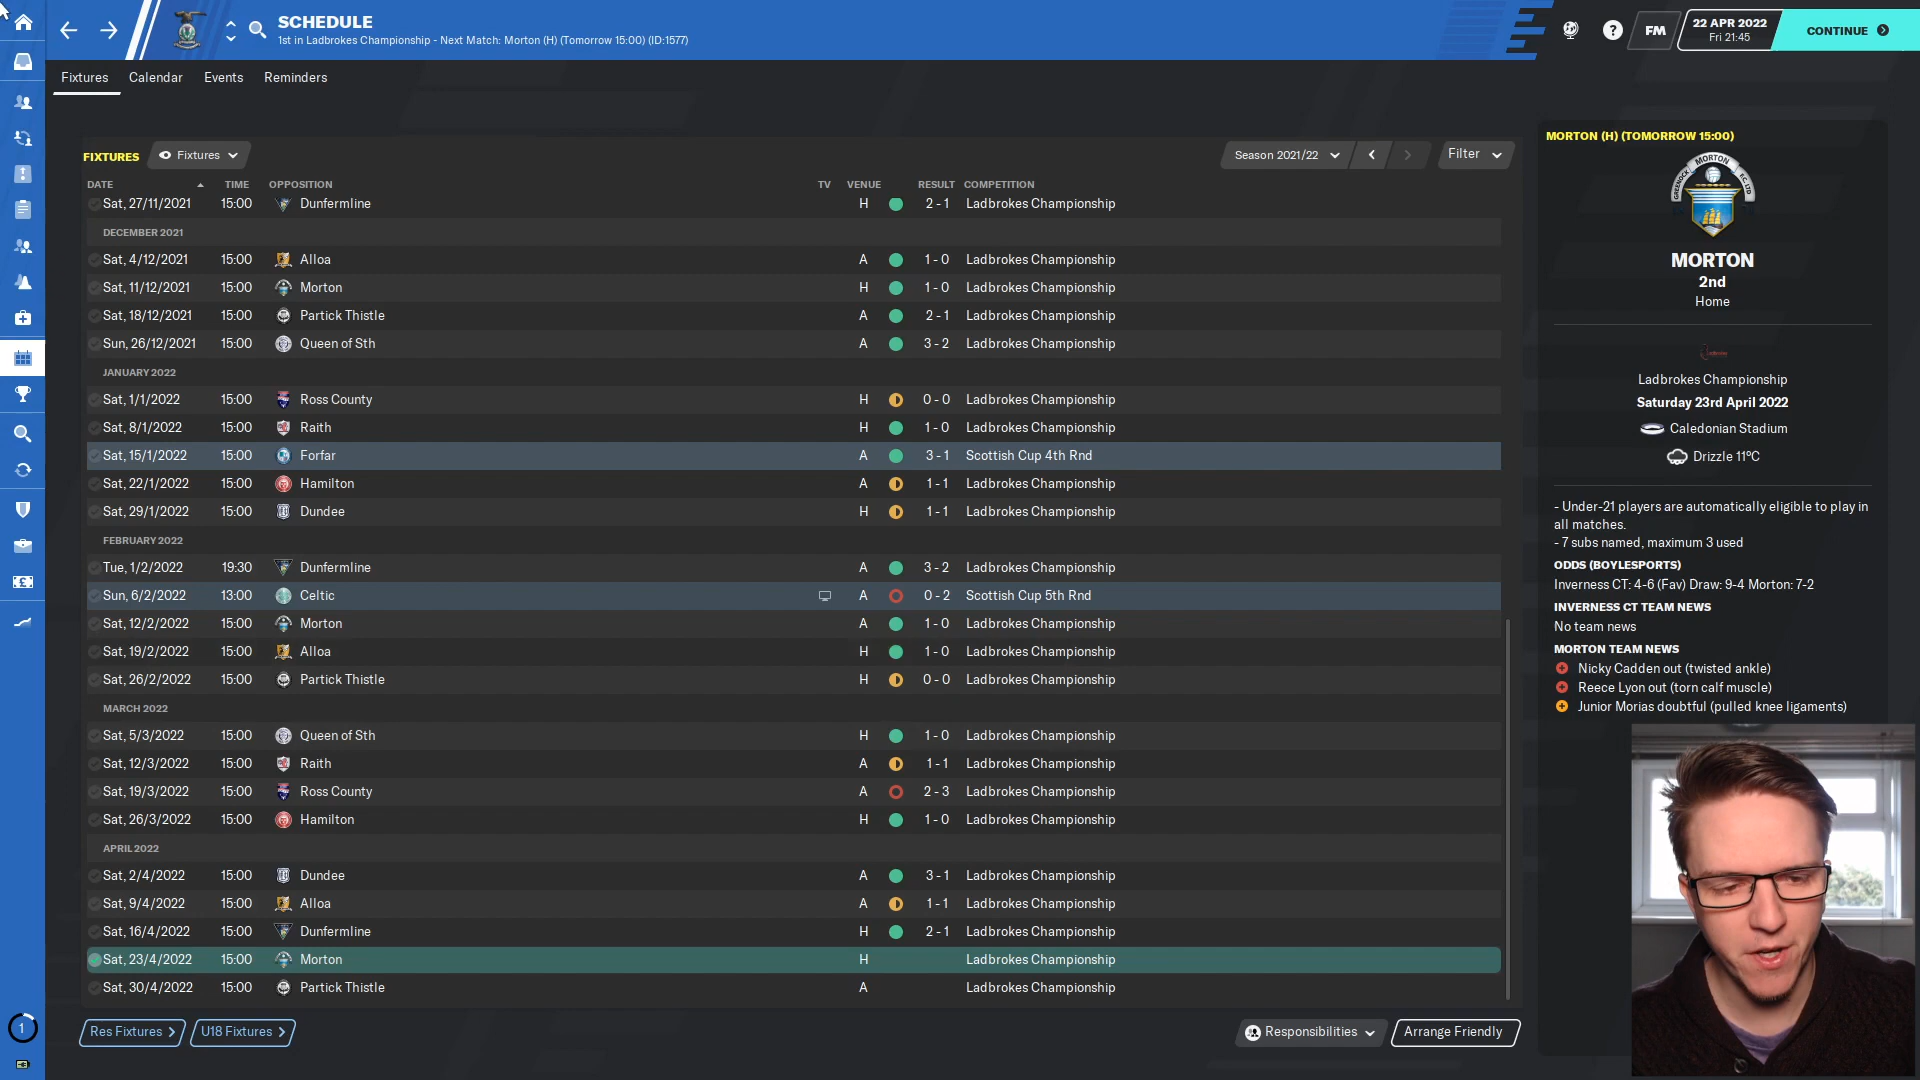 SCHEDULE
1st in Ladbrokes Championship - Next Match: Morton (H) (Tomorrow 15:00) (ID:1577)
FM
22 APR 2022
Fri 21:45
CONTINUE
Fixtures Calendar Events Reminders
FIXTURES Fixtures Season 2021/22 Filter
DATE TIME OPPOSITION TV VENUE RESULT COMPETITION
Sat, 27/11/2021 15:00 Dunfermline H 2 - 1 Ladbrokes Championship
DECEMBER 2021
Sat, 4/12/2021 15:00 Alloa A 1 - 0 Ladbrokes Championship
Sat, 11/12/2021 15:00 Morton H 1 - 0 Ladbrokes Championship
Sat, 18/12/2021 15:00 Partick Thistle A 2 - 1 Ladbrokes Championship
Sun, 26/12/2021 15:00 Queen of Sth A 3 - 2 Ladbrokes Championship
JANUARY 2022
Sat, 1/1/2022 15:00 Ross County H 0 - 0 Ladbrokes Championship
Sat, 8/1/2022 15:00 Raith H 1 - 0 Ladbrokes Championship
Sat, 15/1/2022 15:00 Forfar A 3 - 1 Scottish Cup 4th Rnd
Sat, 22/1/2022 15:00 Hamilton A 1 - 1 Ladbrokes Championship
Sat, 29/1/2022 15:00 Dundee H 1 - 1 Ladbrokes Championship
FEBRUARY 2022
Tue, 1/2/2022 19:30 Dunfermline A 3 - 2 Ladbrokes Championship
Sun, 6/2/2022 13:00 Celtic A 0 - 2 Scottish Cup 5th Rnd
Sat, 12/2/2022 15:00 Morton A 1 - 0 Ladbrokes Championship
Sat, 19/2/2022 15:00 Alloa H 1 - 0 Ladbrokes Championship
Sat, 26/2/2022 15:00 Partick Thistle H 0 - 0 Ladbrokes Championship
MARCH 2022
Sat, 5/3/2022 15:00 Queen of Sth H 1 - 0 Ladbrokes Championship
Sat, 12/3/2022 15:00 Raith A 1 - 1 Ladbrokes Championship
Sat, 19/3/2022 15:00 Ross County A 2 - 3 Ladbrokes Championship
Sat, 26/3/2022 15:00 Hamilton H 1 - 0 Ladbrokes Championship
APRIL 2022
Sat, 2/4/2022 15:00 Dundee A 3 - 1 Ladbrokes Championship
Sat, 9/4/2022 15:00 Alloa A 1 - 1 Ladbrokes Championship
Sat, 16/4/2022 15:00 Dunfermline H 2 - 1 Ladbrokes Championship
Sat, 23/4/2022 15:00 Morton H Ladbrokes Championship
Sat, 30/4/2022 15:00 Partick Thistle A Ladbrokes Championship
1
Res Fixtures U18 Fixtures Responsibilities Arrange Friendly
MORTON (H) (TOMORROW 15:00)
MORTON
MORTON
2nd
Home
Ladbrokes Championship
Saturday 23rd April 2022
Caledonian Stadium
Drizzle 11ºC
- Under-21 players are automatically eligible to play in
all matches.
- 7 subs named, maximum 3 used
ODDS (BOYLESPORTS)
Inverness CT: 4-6 (Fav) Draw: 9-4 Morton: 7-2
INVERNESS CT TEAM NEWS
No team news
MORTON TEAM NEWS
Nicky Cadden out (twisted ankle)
Reece Lyon out (torn calf muscle)
Junior Morias doubtful (pulled knee ligaments)